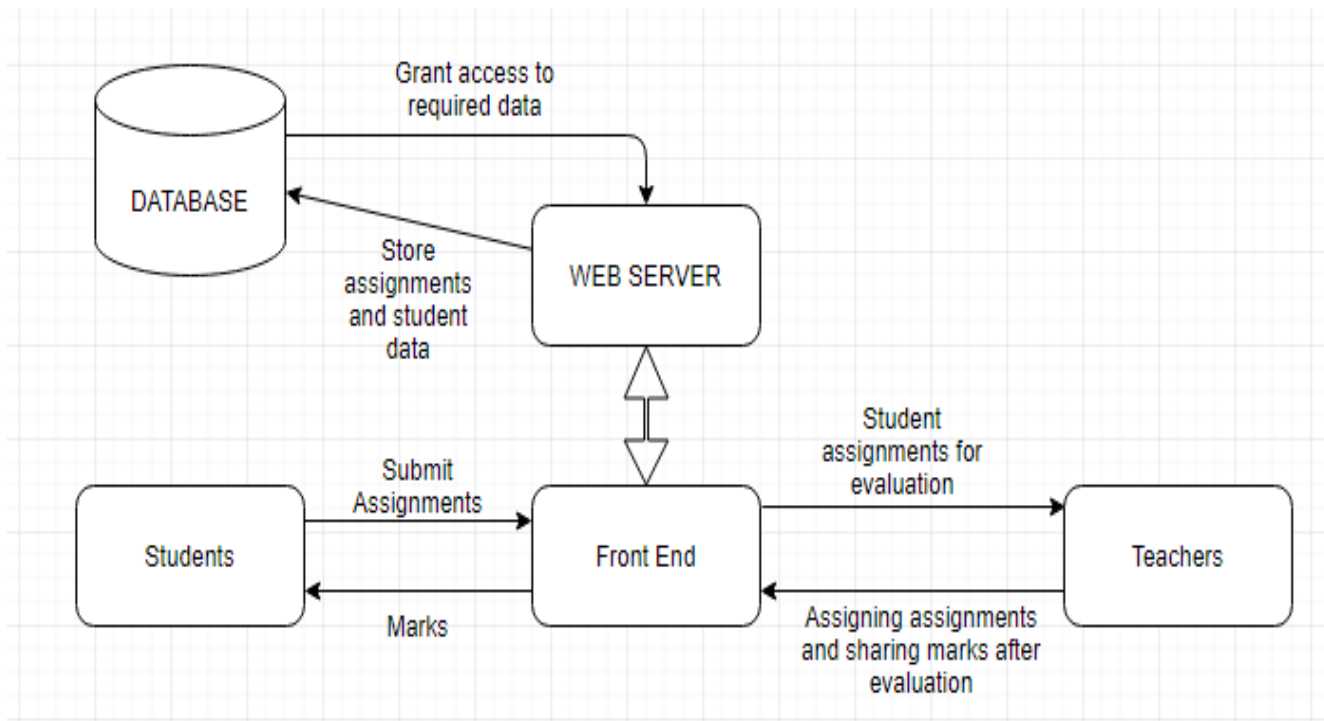 Grant access to
required data
DATABASE
Store
assignments
and student
data
WEB SERVER
Student
assignments for
evaluation
Submit
Assignments
Students
Front End
Teachers
Marks
Assigning assignments
and sharing marks after
evaluation